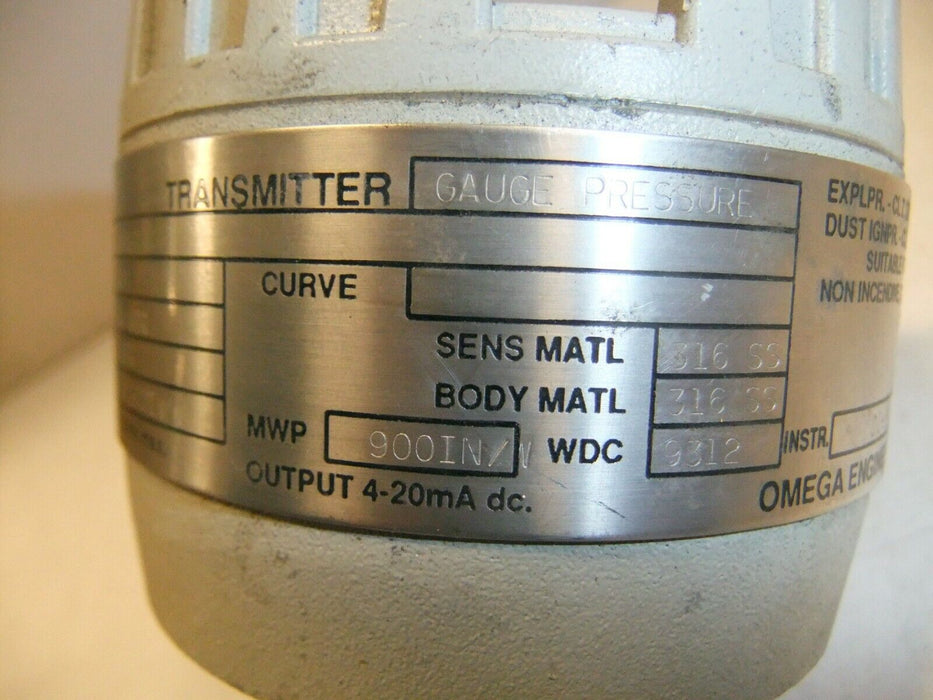 TRANSMITTER GAUGE PRESSURE
CURVE
SENS MATL 316 SS
BODY MATL 316 SS
MWP 900IN/W WDC 9312 INSTR.
OUTPUT 4-20mA dc.
OMEGA
EXPLPR. -
DUST IGNPR. -
SUITABLE
NON INCENDIVE